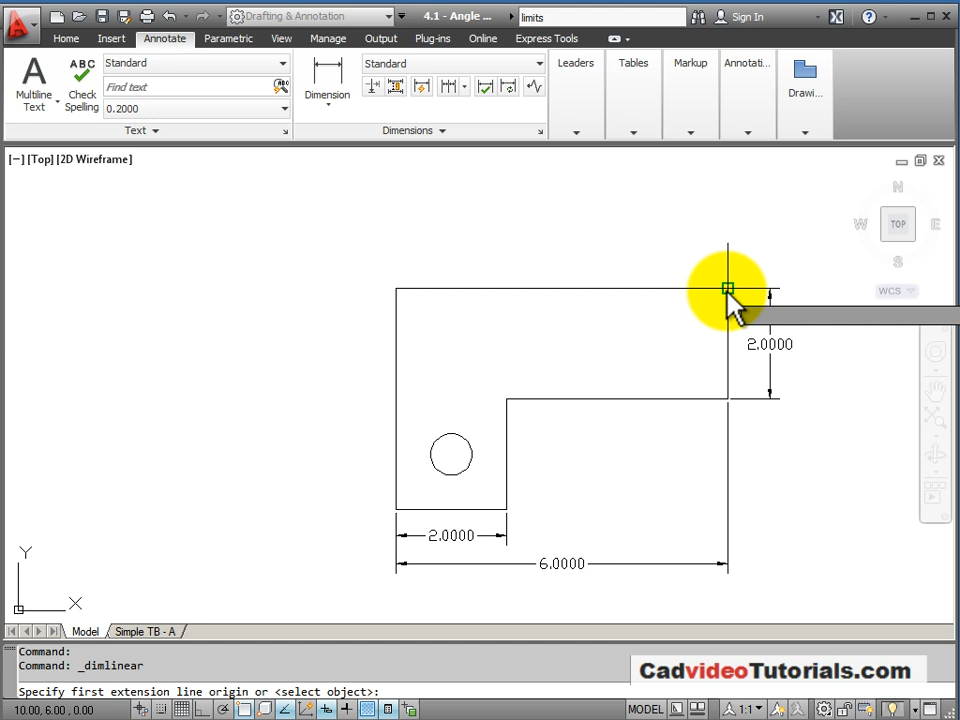 Drafting & Annotation
4.1 - Angle ...
limits
Sign In
Home Insert Annotate Parametric View Manage Output Plug-ins Online Express Tools
Multiline Text
ABC
Check Spelling
Standard
Find text
0.2000
Text
Dimension
Standard
Dimensions
Leaders
Tables
Markup
Annotati...
Drawi...
[−] [Top] [2D Wireframe]
N
W
TOP
E
S
WCS
2.0000
2.0000
6.0000
Y
X
Model
Simple TB - A
Command:
Command: _dimlinear
Specify first extension line origin or <select object>:
CadvideoTutorials.com
10.00, 6.00 , 0.00
MODEL
1:1